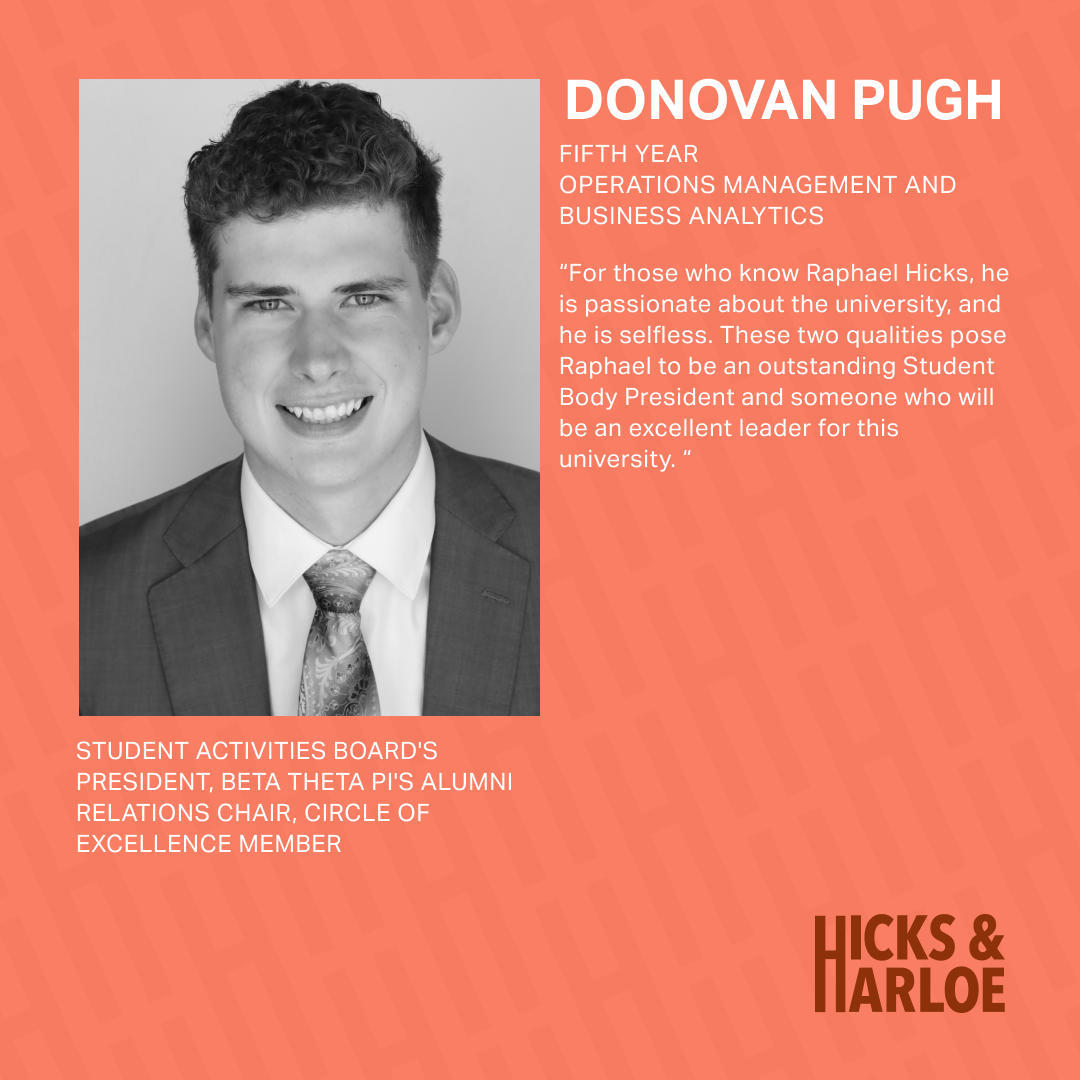 DONOVAN PUGH
FIFTH YEAR
OPERATIONS MANAGEMENT AND
BUSINESS ANALYTICS
“For those who know Raphael Hicks, he
is passionate about the university, and
he is selfless. These two qualities pose
Raphael to be an outstanding Student
Body President and someone who will
be an excellent leader for this
university. “
STUDENT ACTIVITIES BOARD'S
PRESIDENT, BETA THETA PI'S ALUMNI
RELATIONS CHAIR, CIRCLE OF
EXCELLENCE MEMBER
HICKS &
HARLOE